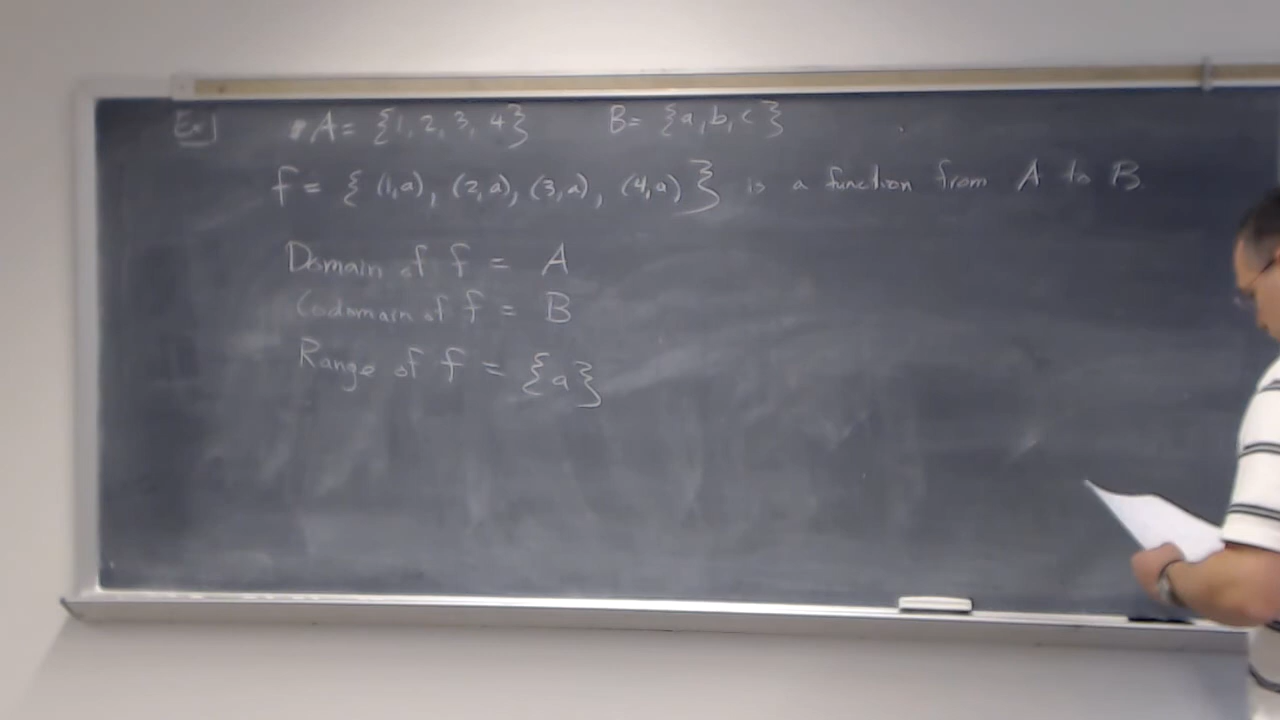 Ex] A = {1, 2, 3, 4} B = {a, b, c}
f = { (1,a), (2,a), (3,a), (4,a) } is a function from A to B.
Domain of f = A
Codomain of f = B
Range of f = {a}